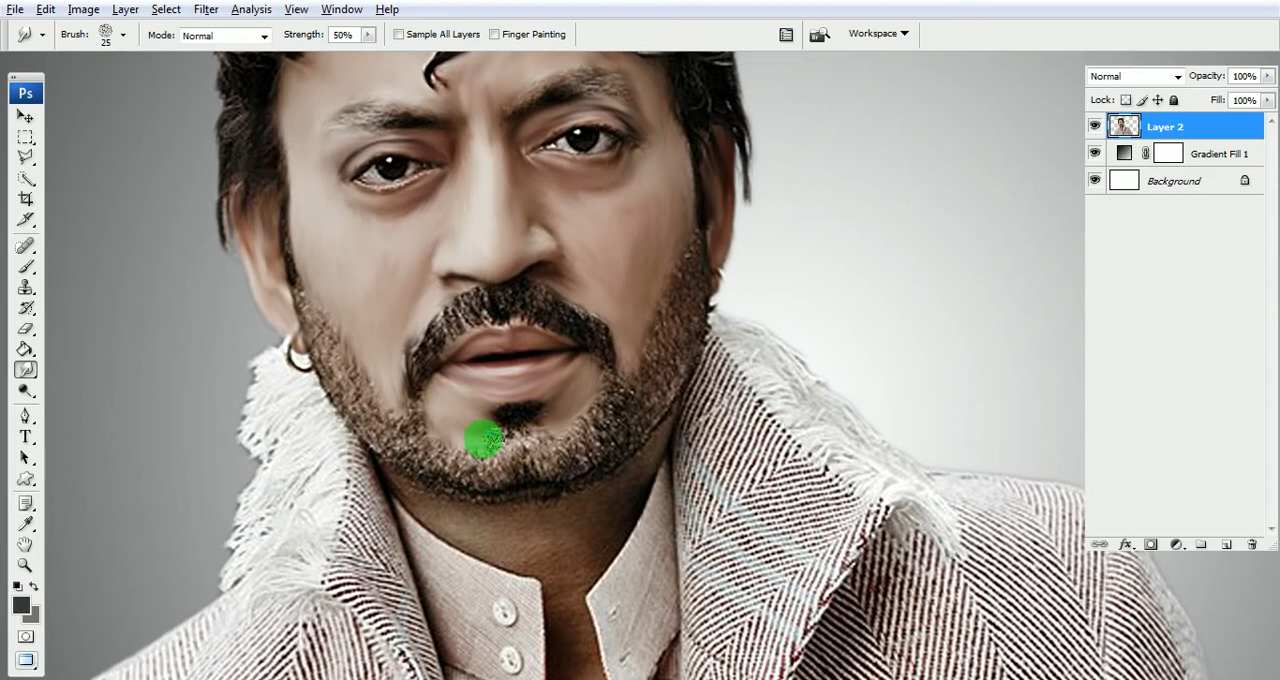 File Edit Image Layer Select Filter Analysis View Window Help
Brush: 25 Mode: Normal Strength: 50% Sample All Layers Finger Painting Workspace
Ps
Normal Opacity: 100%
Lock: Fill: 100%
Layer 2
Gradient Fill 1
Background
T
fx